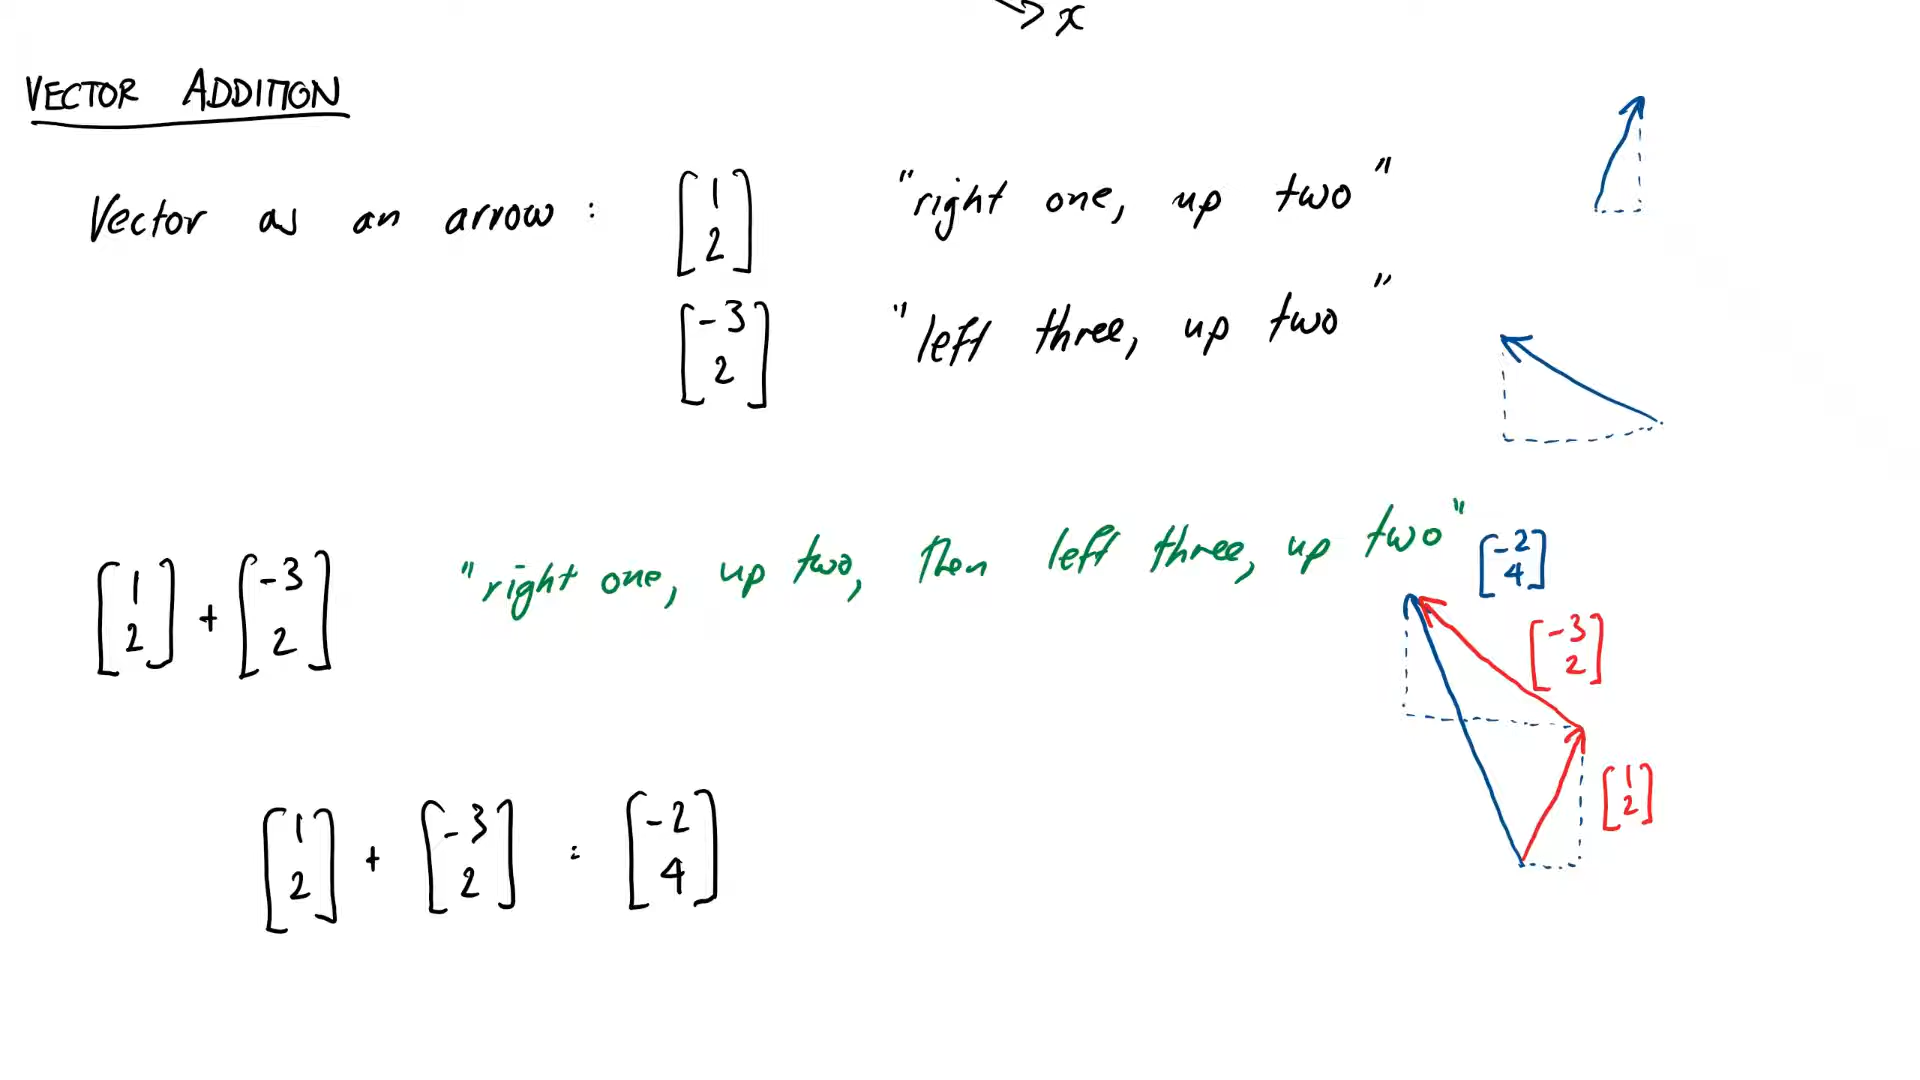 x
VECTOR ADDITION
Vector as an arrow : [1 2] "right one, up two"
[-3 2] "left three, up two"
[1 2] + [-3 2] "right one, up two, then left three, up two"
[-2 4]
[-3 2]
[1 2]
[1 2] + [-3 2] = [-2 4]